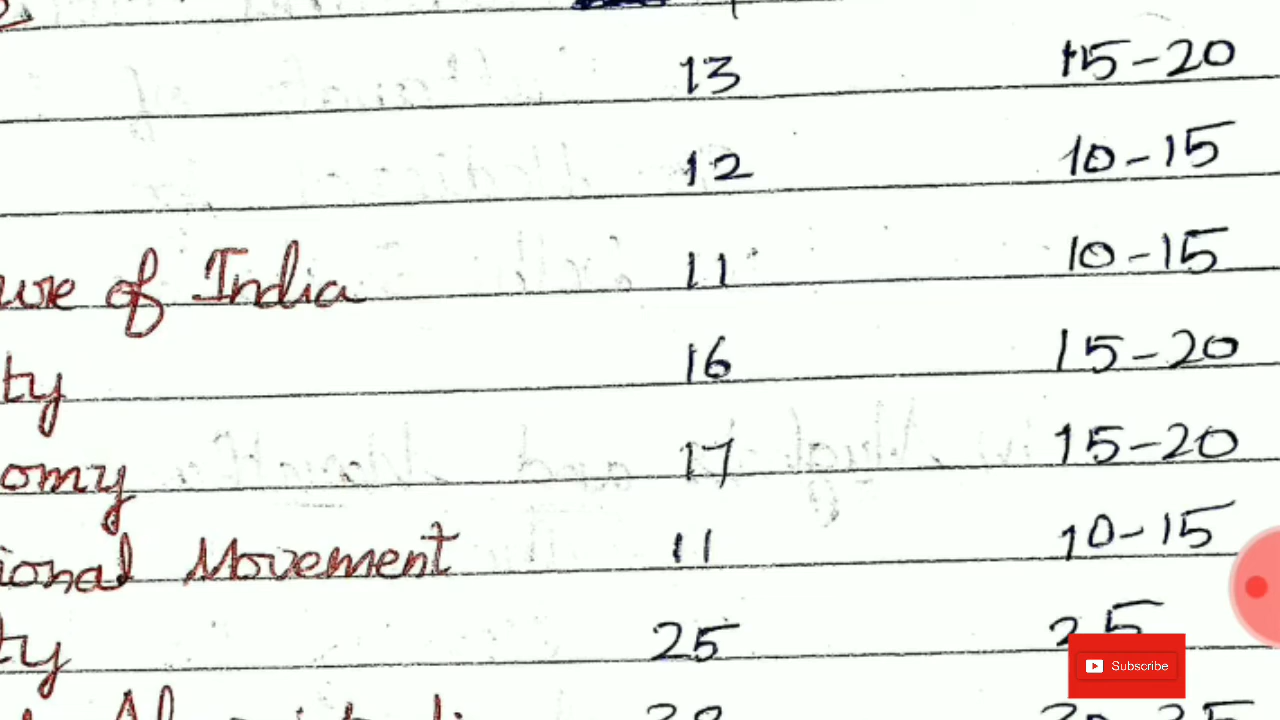 13 15-20
12 10-15
of India 11 10-15
ty 16 15-20
omy 17 15-20
ional Movement 11 10-15
ty 25 25
Subscribe